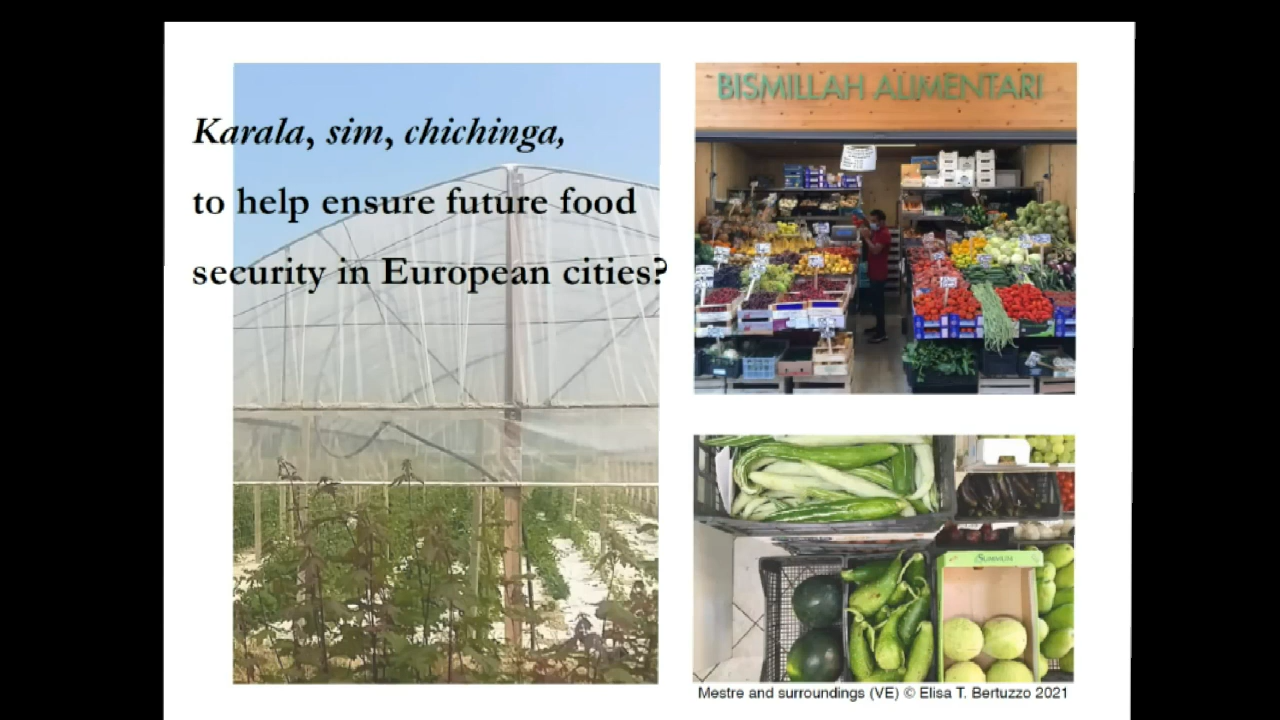 Karala, sim, chichinga,
to help ensure future food
security in European cities?
BISMILLAH ALIMENTARI
SUMMUN
Mestre and surroundings (VE) © Elisa T. Bertuzzo 2021